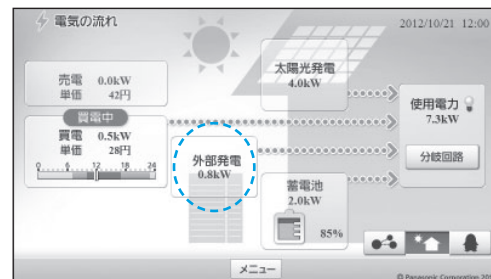 電気の流れ
2012/10/21 12:00
売電 0.0kW
単価 42円
買電中
買電 0.5kW
単価 28円
0 6 12 18 24
太陽光発電
4.0kW
外部発電
0.8kW
蓄電池
2.0kW
85%
使用電力
7.3kW
分岐回路
メニュー
© Panasonic Corporation 20